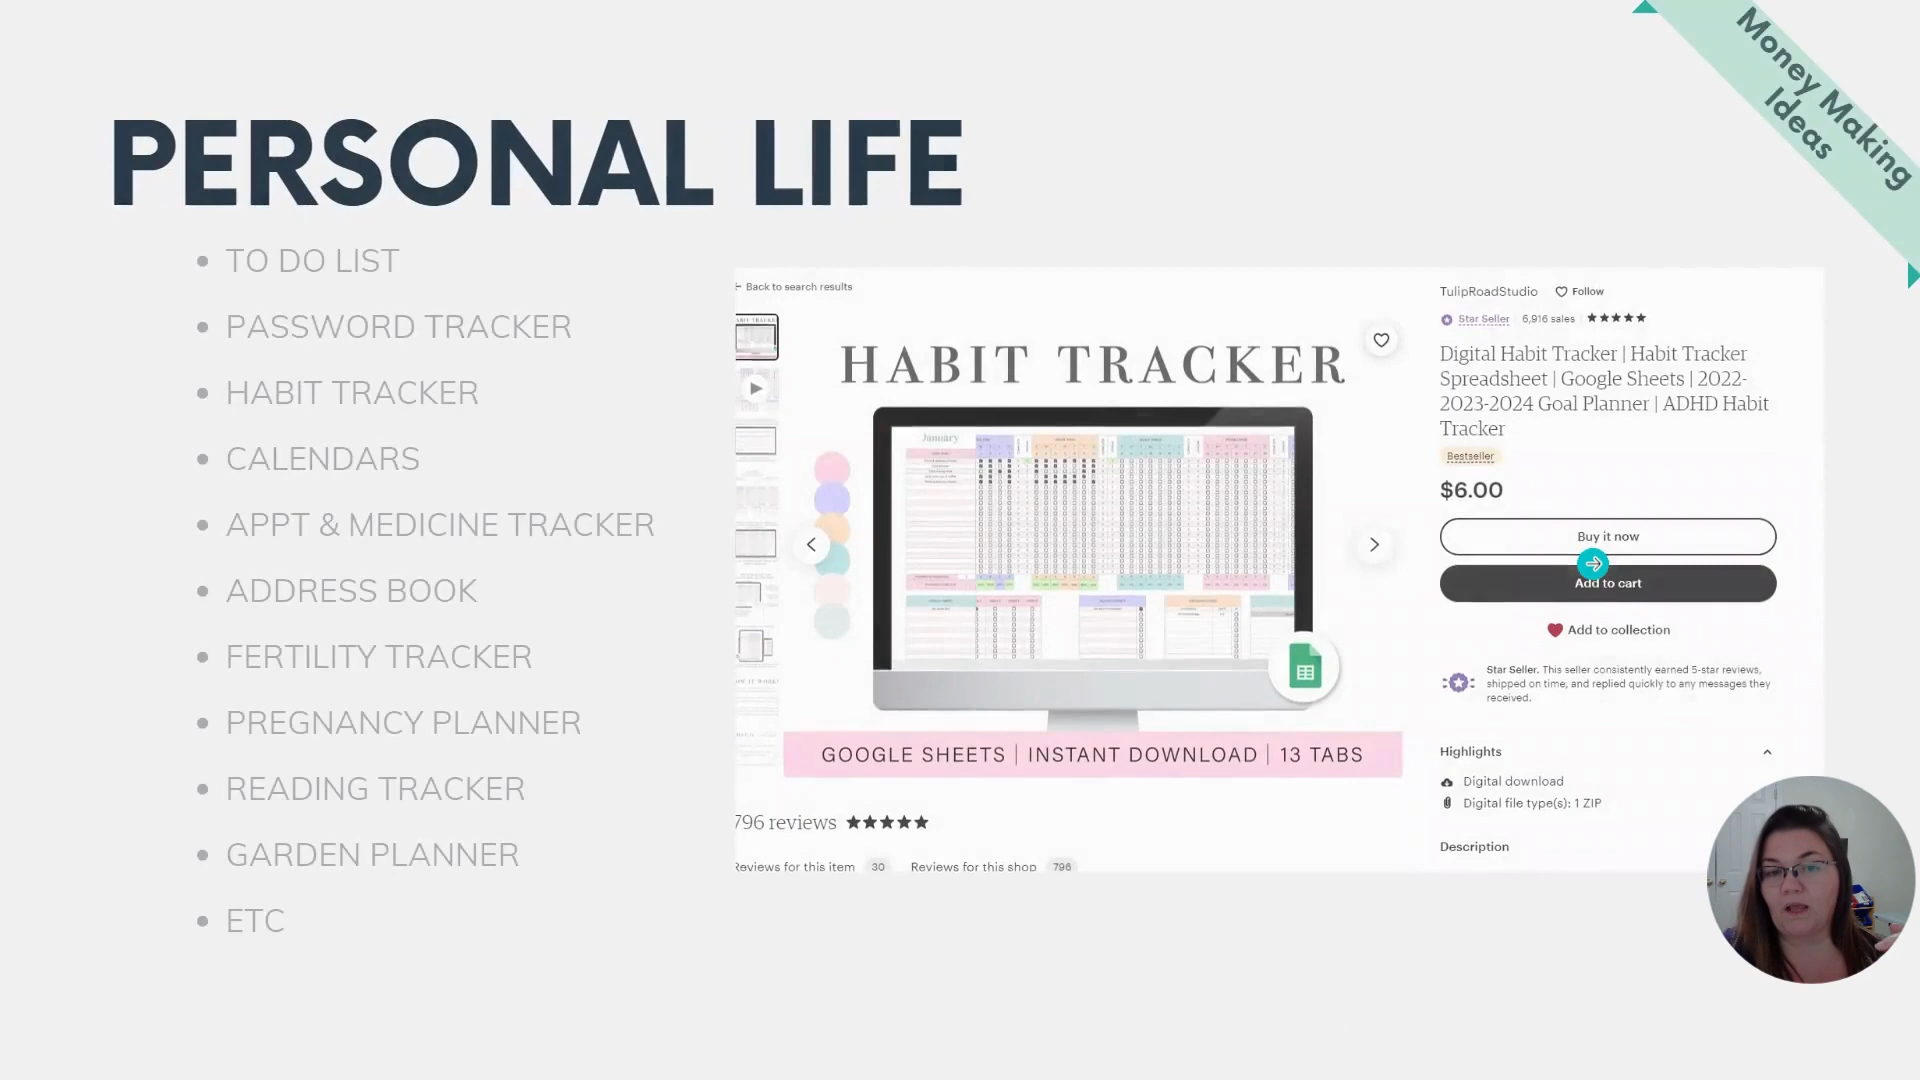 Money Making
Ideas
PERSONAL LIFE
• TO DO LIST
• PASSWORD TRACKER
• HABIT TRACKER
• CALENDARS
• APPT & MEDICINE TRACKER
• ADDRESS BOOK
• FERTILITY TRACKER
• PREGNANCY PLANNER
• READING TRACKER
• GARDEN PLANNER
• ETC
Back to search results
HABIT TRACKER
January
GOOGLE SHEETS | INSTANT DOWNLOAD | 13 TABS
796 reviews ★★★★★
Reviews for this item 30 Reviews for this shop 796
TulipRoadStudio Follow
Star Seller 6,916 sales ★★★★★
Digital Habit Tracker | Habit Tracker
Spreadsheet | Google Sheets | 2022-
2023-2024 Goal Planner | ADHD Habit
Tracker
Bestseller
$6.00
Buy it now
Add to cart
Add to collection
Star Seller. This seller consistently earned 5-star reviews,
shipped on time, and replied quickly to any messages they
received.
Highlights
Digital download
Digital file type(s): 1 ZIP
Description